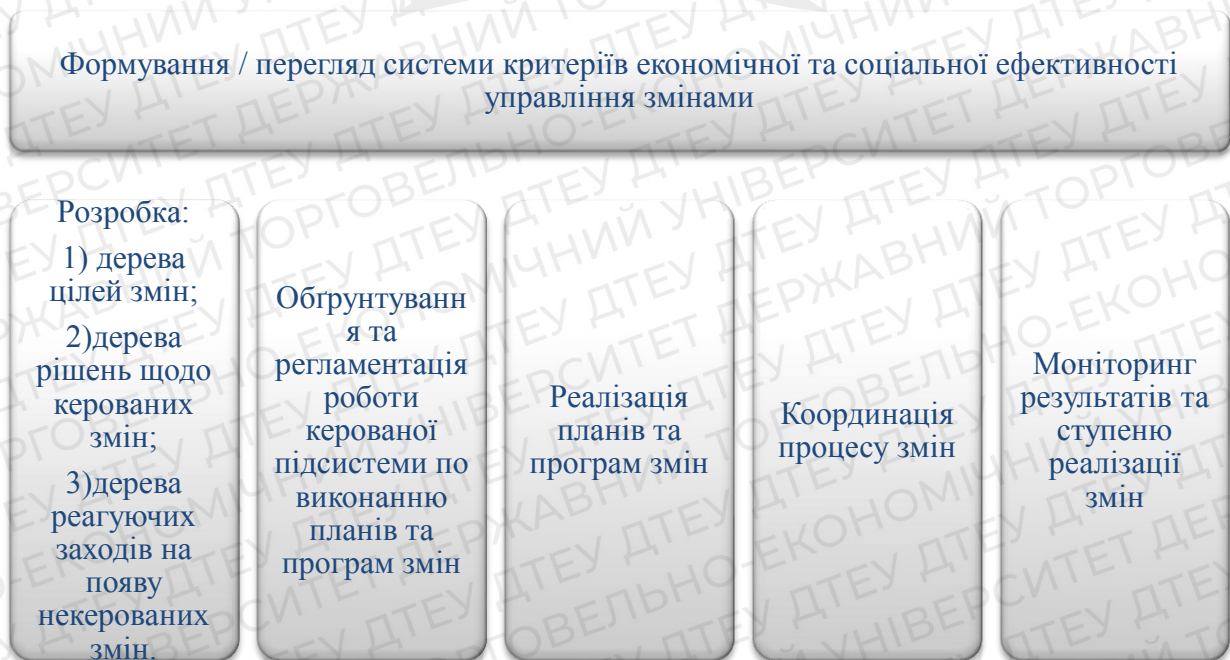 Формування / перегляд системи критеріїв економічної та соціальної ефективності
управління змінами
Розробка:
1) дерева
цілей змін;
2)дерева
рішень щодо
керованих
змін;
3)дерева
реагуючих
заходів на
появу
некерованих
змін.
Обґрунтуванн
я та
регламентація
роботи
керованої
підсистеми по
виконанню
планів та
програм змін
Реалізація
планів та
програм змін
Координація
процесу змін
Моніторинг
результатів та
ступеню
реалізації
змін